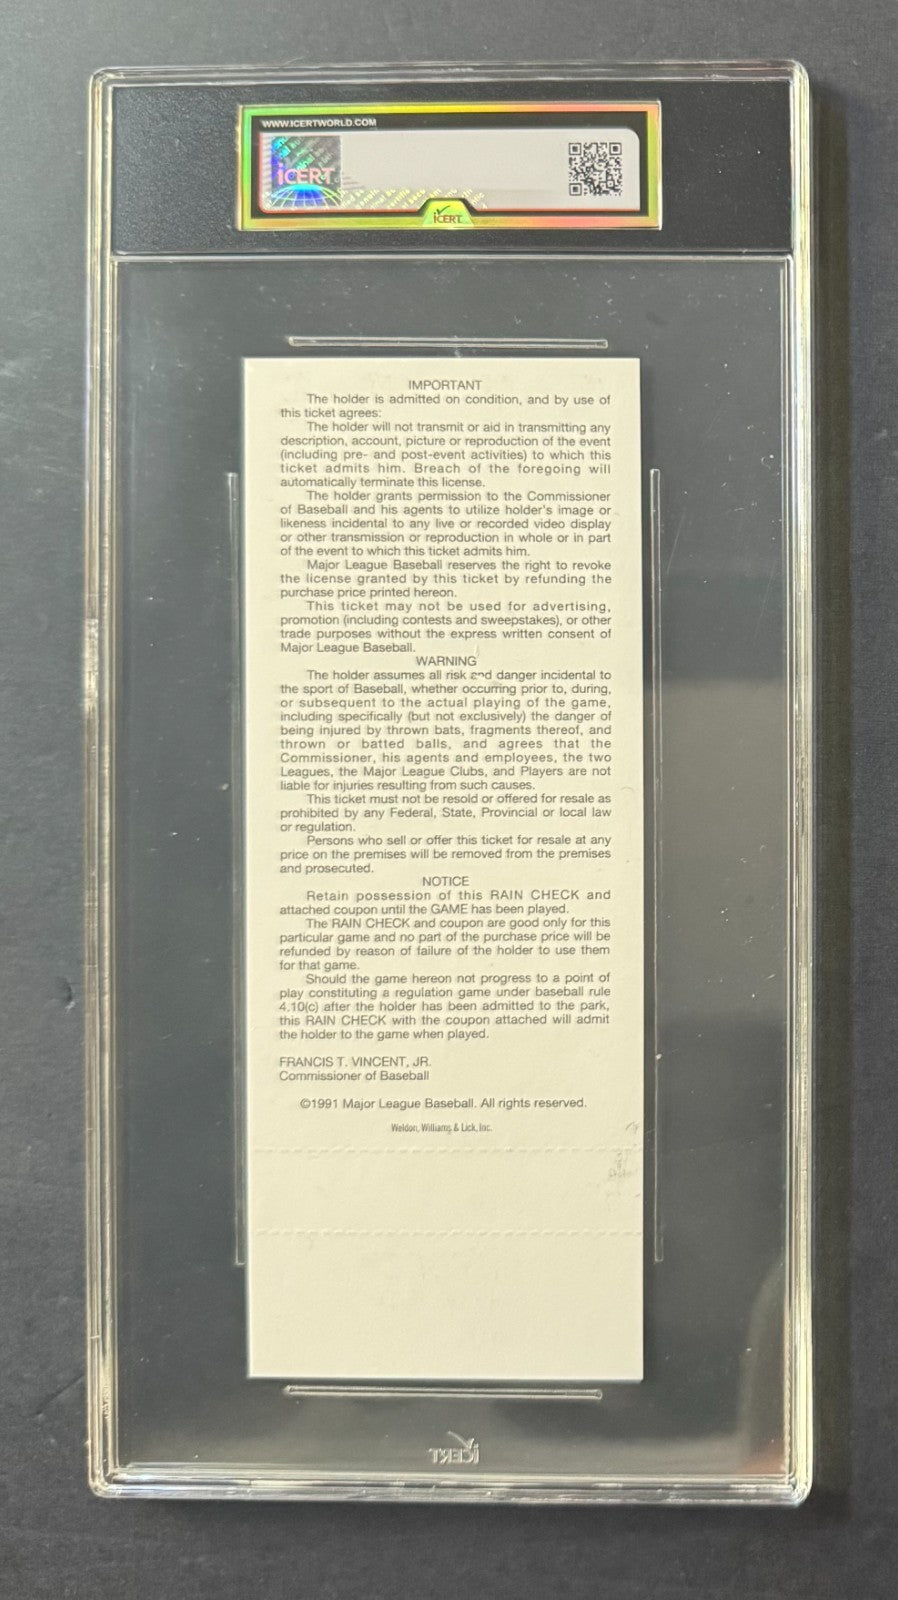 WWW.ICERTWORLD.COM
iCERT
iCERT
IMPORTANT
The holder is admitted on condition, and by use of
this ticket agrees:
The holder will not transmit or aid in transmitting any
description, account, picture or reproduction of the event
(including pre- and post-event activities) to which this
ticket admits him. Breach of the foregoing will
automatically terminate this license.
The holder grants permission to the Commissioner
of Baseball and his agents to utilize holder's image or
likeness incidental to any live or recorded video display
or other transmission or reproduction in whole or in part
of the event to which this ticket admits him.
Major League Baseball reserves the right to revoke
the license granted by this ticket by refunding the
purchase price printed hereon.
This ticket may not be used for advertising,
promotion (including contests and sweepstakes), or other
trade purposes without the express written consent of
Major League Baseball.
WARNING
The holder assumes all risk and danger incidental to
the sport of Baseball, whether occurring prior to, during,
or subsequent to the actual playing of the game,
including specifically (but not exclusively) the danger of
being injured by thrown bats, fragments thereof, and
thrown or batted balls, and agrees that the
Commissioner, his agents and employees, the two
Leagues, the Major League Clubs, and Players are not
liable for injuries resulting from such causes.
This ticket must not be resold or offered for resale as
prohibited by any Federal, State, Provincial or local law
or regulation.
Persons who sell or offer this ticket for resale at any
price on the premises will be removed from the premises
and prosecuted.
NOTICE
Retain possession of this RAIN CHECK and
attached coupon until the GAME has been played.
The RAIN CHECK and coupon are good only for this
particular game and no part of the purchase price will be
refunded by reason of failure of the holder to use them
for that game.
Should the game hereon not progress to a point of
play constituting a regulation game under baseball rule
4.10(c) after the holder has been admitted to the park,
this RAIN CHECK with the coupon attached will admit
the holder to the game when played.
FRANCIS T. VINCENT, JR.
Commissioner of Baseball
©1991 Major League Baseball. All rights reserved.
Weldon, Williams & Lick, Inc.
iCERT